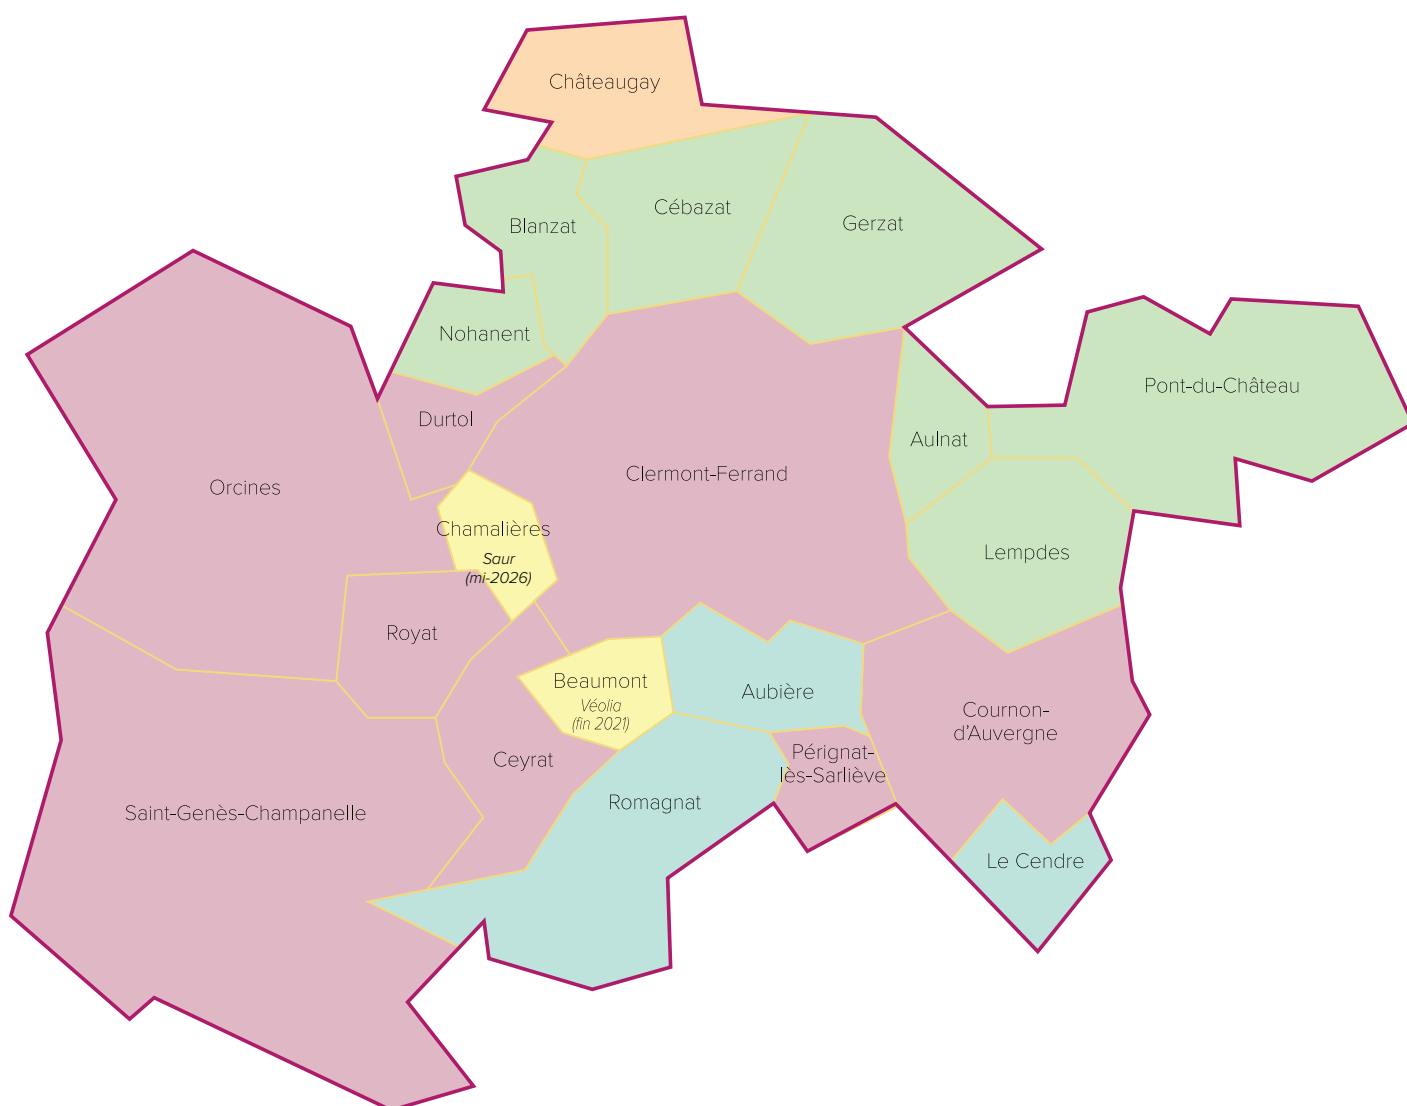 Châteaugay
Cébazat
Gerzat
Blanzat
Nohanent
Pont-du-Château
Durtol
Aulnat
Clermont-Ferrand
Orcines
Chamalières
Saur
(mi-2026)
Lempdes
Royat
Beaumont
Véolia
(fin 2021)
Aubière
Cournon-
d'Auvergne
Ceyrat
Pérignat-
lès-Sarliève
Romagnat
Saint-Genès-Champanelle
Le Cendre